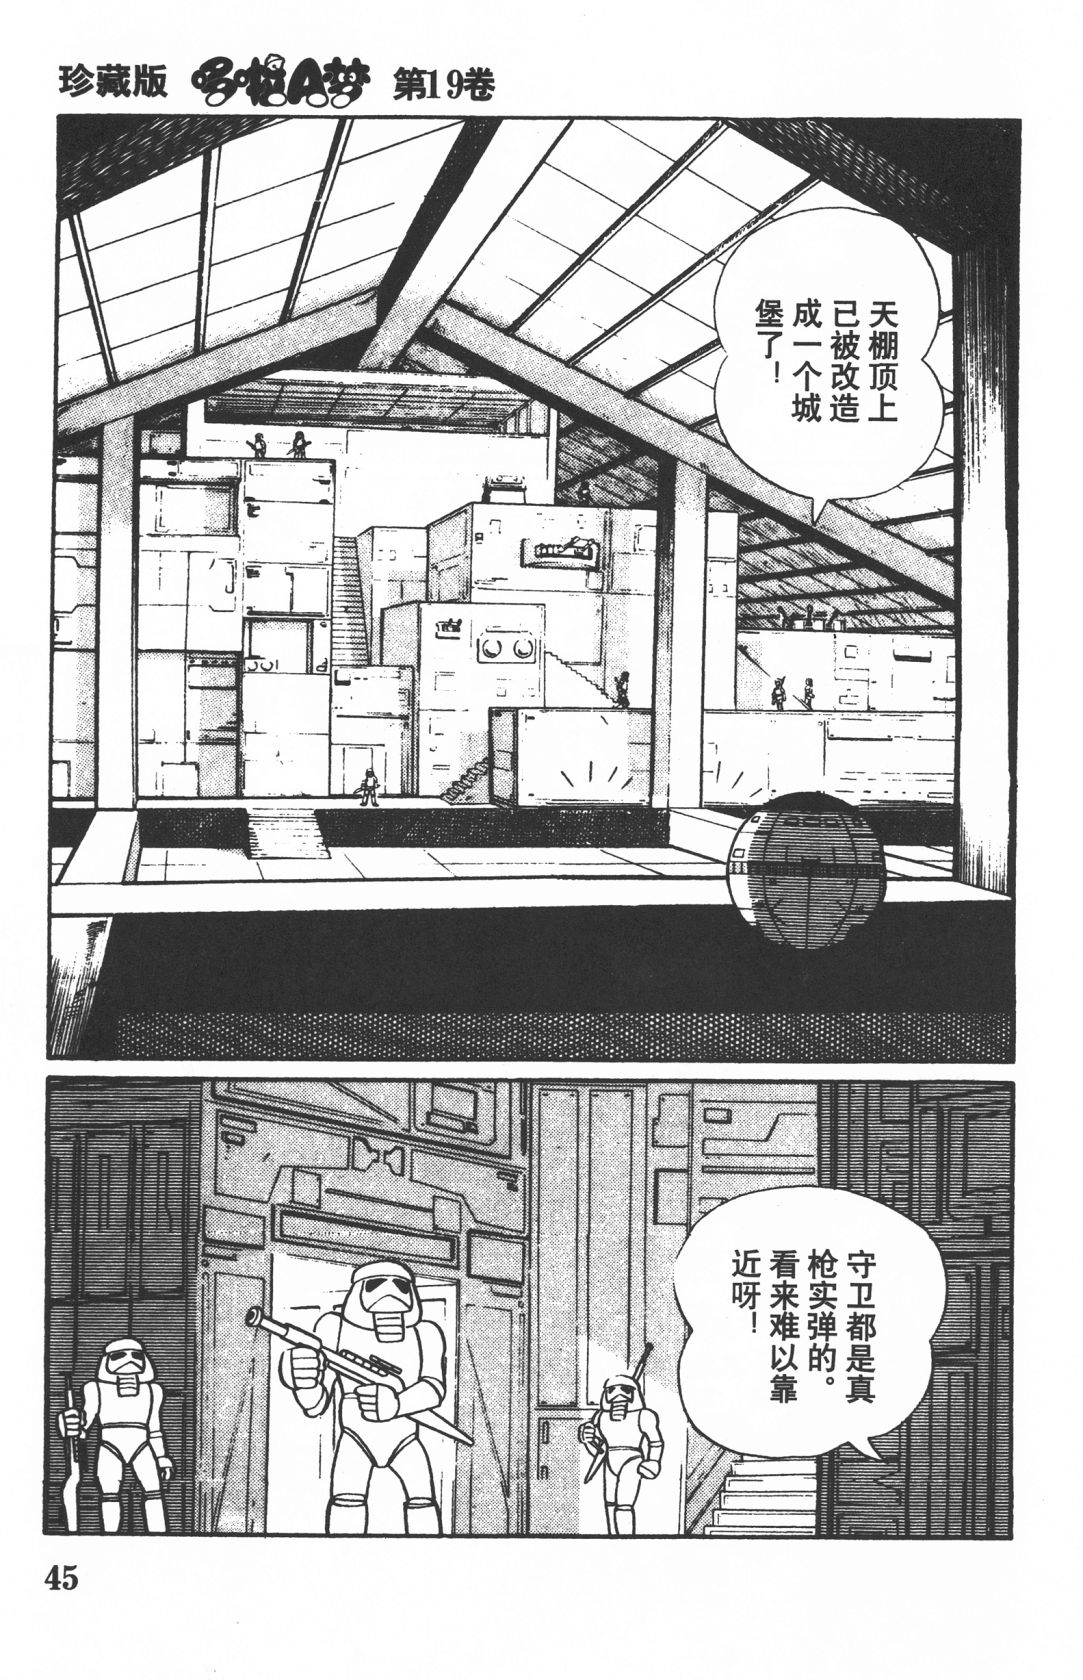 珍藏版 哆啦A梦 第19卷
天棚顶上
已被改造
成一个城
堡了！
守卫都是真
枪实弹的。
看来难以靠
近呀！
45